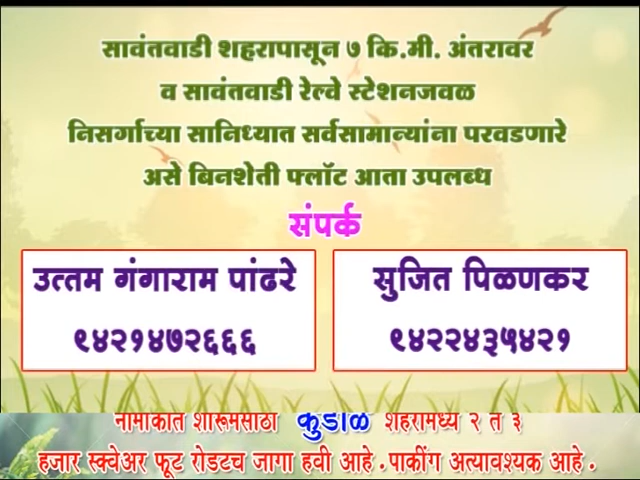 सावंतवाडी शहरापासून ७ कि.मी. अंतरावर
व सावंतवाडी रेल्वे स्टेशनजवळ
निसर्गाच्या सानिध्यात सर्वसामान्यांना परवडणारे
असे बिनशेती फ्लॉट आता उपलब्ध
संपर्क
उत्तम गंगाराम पांढरे
९४२१४७२६६६
सुजित पिळणकर
९४२२४३५४२१
नामांकीत शोरूमसाठी कुडाळ शहरामध्ये २ ते ३
हजार स्क्वेअर फूट रोडटच जागा हवी आहे . पार्कींग अत्यावश्यक आहे .